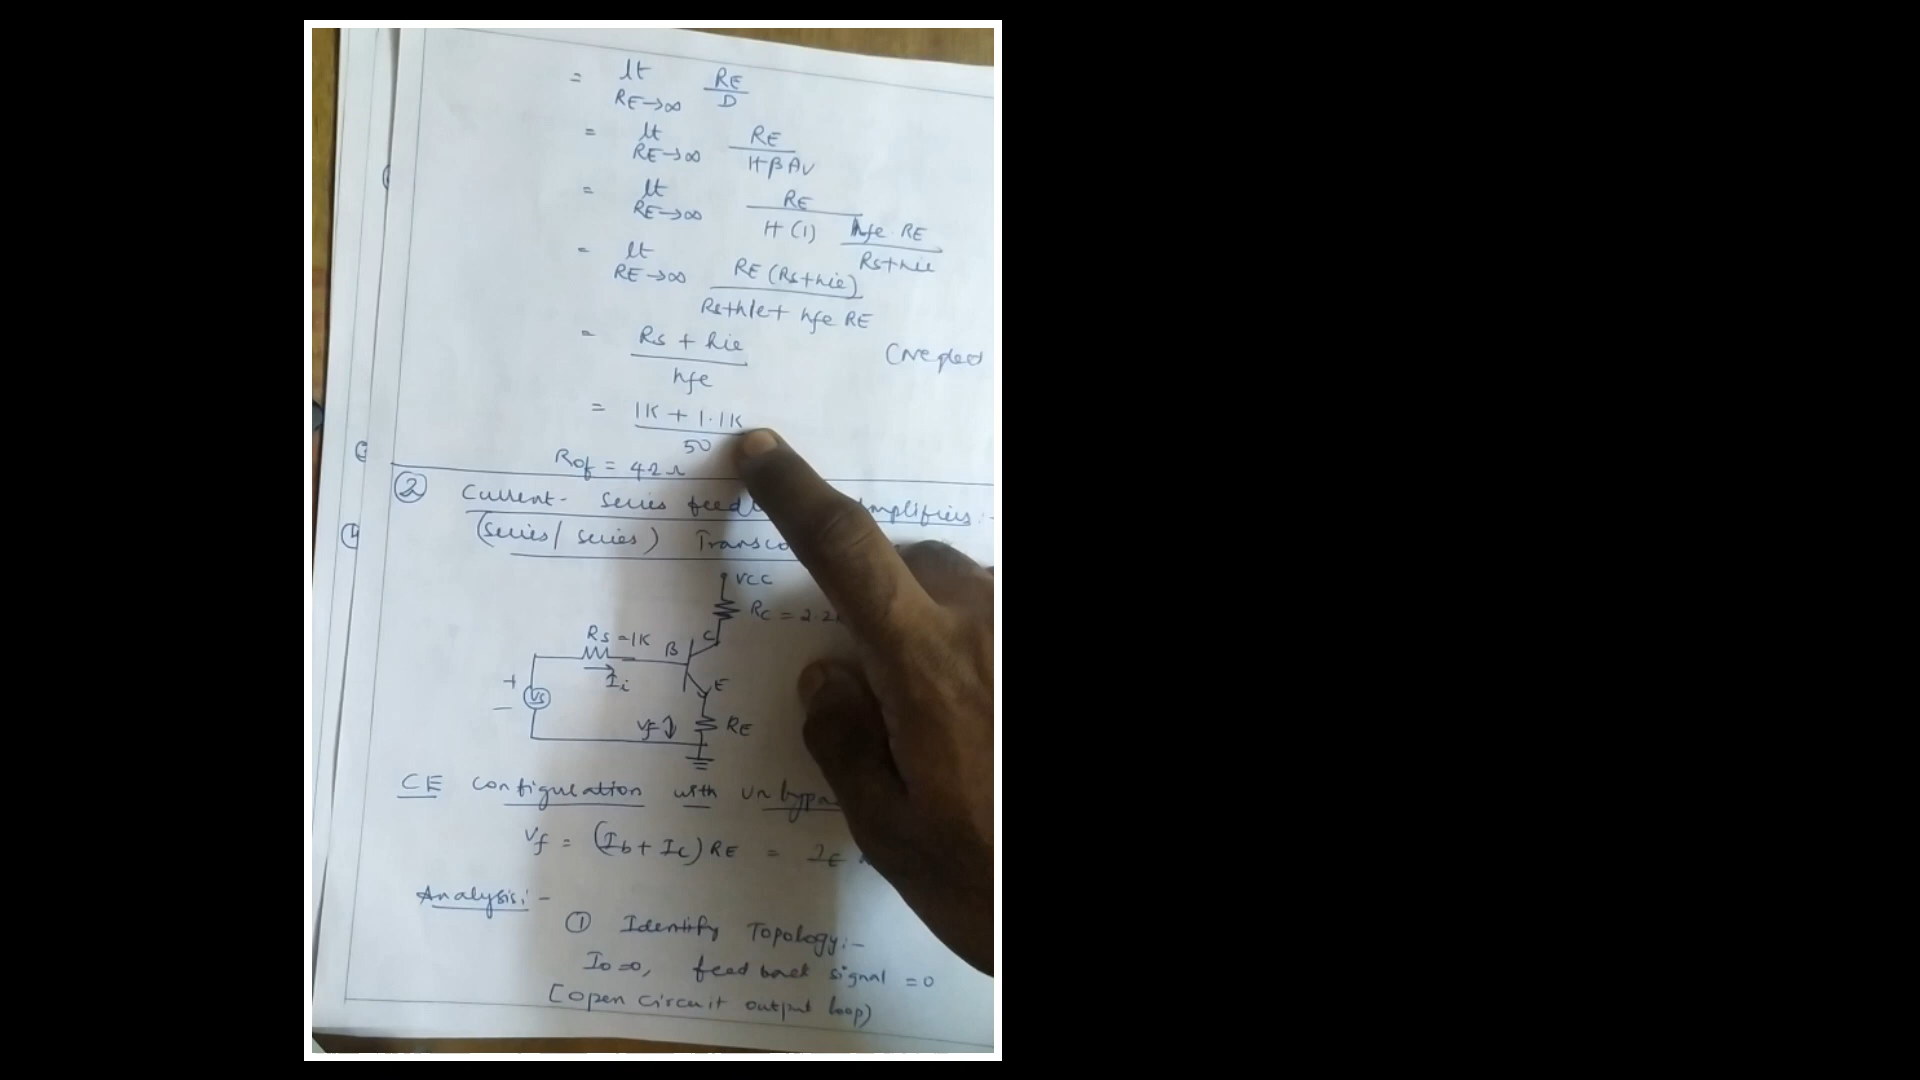 = lt RE→∞ RE/D
= lt RE→∞ RE/1+βAv
= lt RE→∞ RE/1+(1) hfe RE/Rs+hie
= lt RE→∞ RE(Rs+hie)/Rs+hie+ hfe RE
= Rs + hie/hfe
(Neglect
= 1K + 1.1K/50
Rof = 42Ω
② Current- Series
(Series/ Series)
VCC
Rc =
Rs =1K
B
C
Ii
E
+
Vs
−
Vf
RE
CE Configuration with
Vf = (Ib+ Ic) RE = IE
Analysis:-
① Identify Topology:-
Io=0, feed back signal =0
[open circuit output loop)